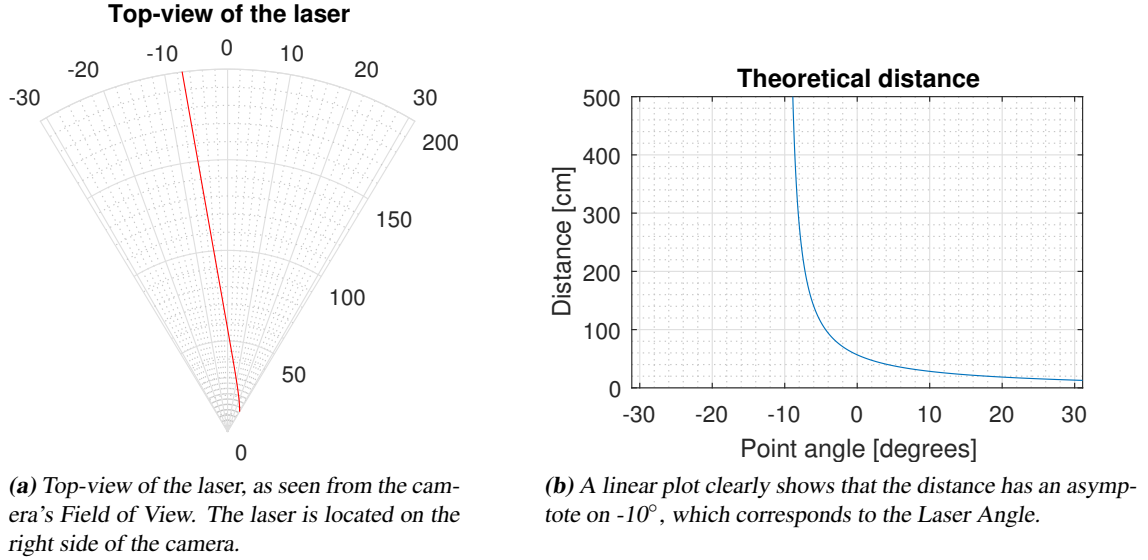 Top-view of the laser
-30 -20 -10 0 10 20 30
200
150
100
50
0
(a) Top-view of the laser, as seen from the cam-
era's Field of View. The laser is located on the
right side of the camera.
Theoretical distance
500
400
300
200
100
0
Distance [cm]
-30 -20 -10 0 10 20 30
Point angle [degrees]
(b) A linear plot clearly shows that the distance has an asymp-
tote on -10°, which corresponds to the Laser Angle.